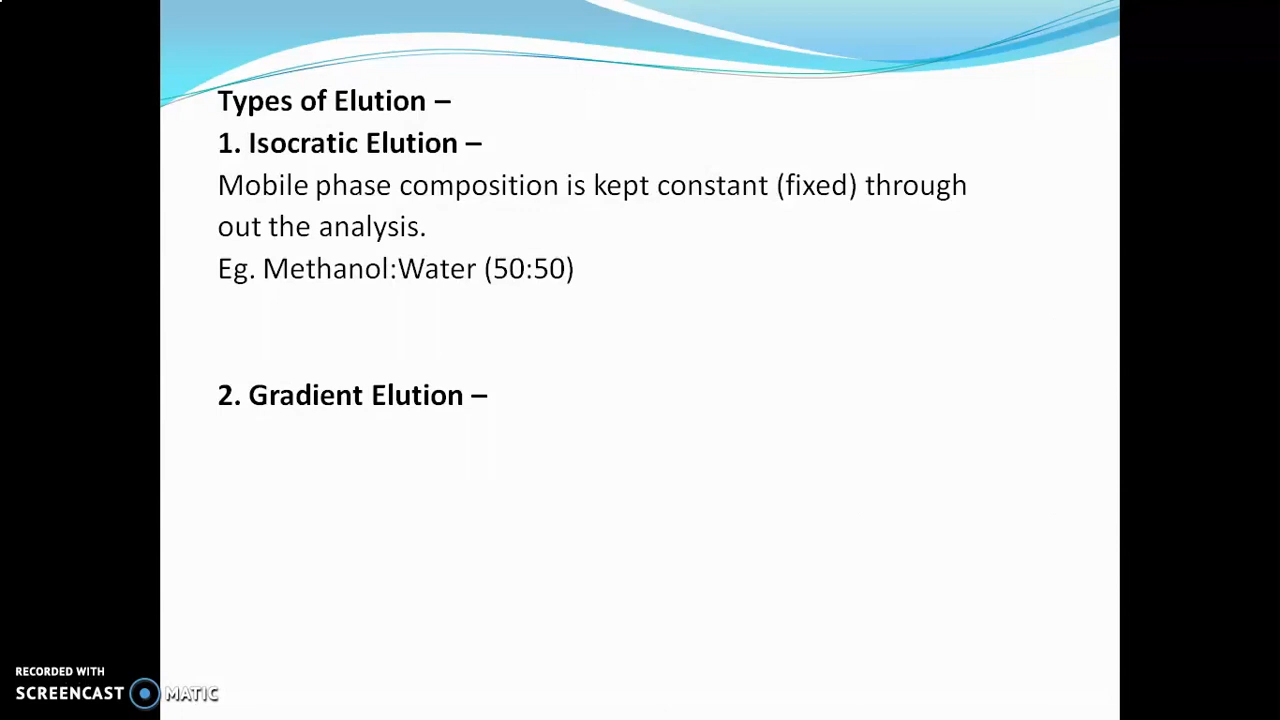 Types of Elution –
1. Isocratic Elution –
Mobile phase composition is kept constant (fixed) through
out the analysis.
Eg. Methanol:Water (50:50)
2. Gradient Elution –
RECORDED WITH
SCREENCAST MATIC